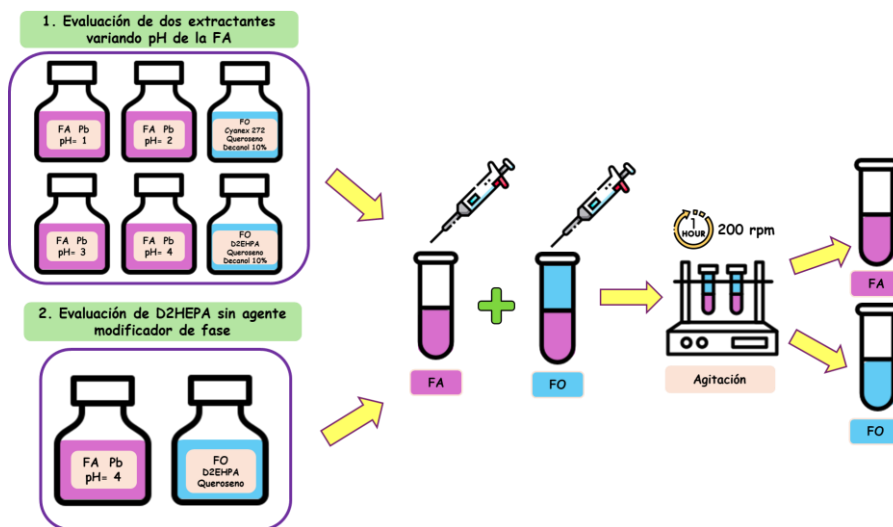 1. Evaluación de dos extractantes
variando pH de la FA
FA Pb
pH= 1
FA Pb
pH= 2
FO
Cyanex 272
Queroseno
Decanol 10%
FA Pb
pH= 3
FA Pb
pH= 4
FO
D2EHPA
Queroseno
Decanol 10%
2. Evaluación de D2HEPA sin agente
modificador de fase
FA Pb
pH= 4
FO
D2EHPA
Queroseno
FA
FO
1
HOUR
200 rpm
Agitación
FA
FO